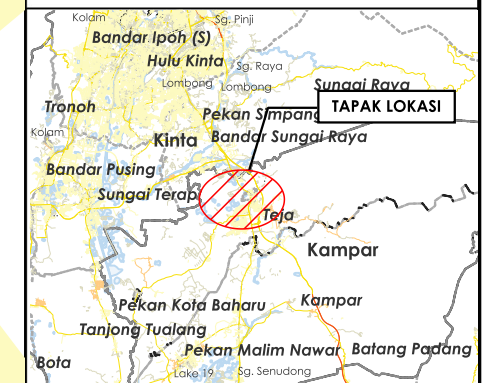 Kolam
Sg. Pinji
Bandar Ipoh (S)
Hulu Kinta
Sg. Raya
Lombong
Lombong
Sungai Raya
Tronoh
TAPAK LOKASI
Pekan Simpang
Kolam
Kinta
Bandar Sungai Raya
Bandar Pusing
Sungai Terap
Teja
Kampar
Pekan Kota Baharu
Kampar
Tanjong Tualang
Pekan Malim Nawar
Batang Padang
Bota
Lake 19
Sg. Senudong